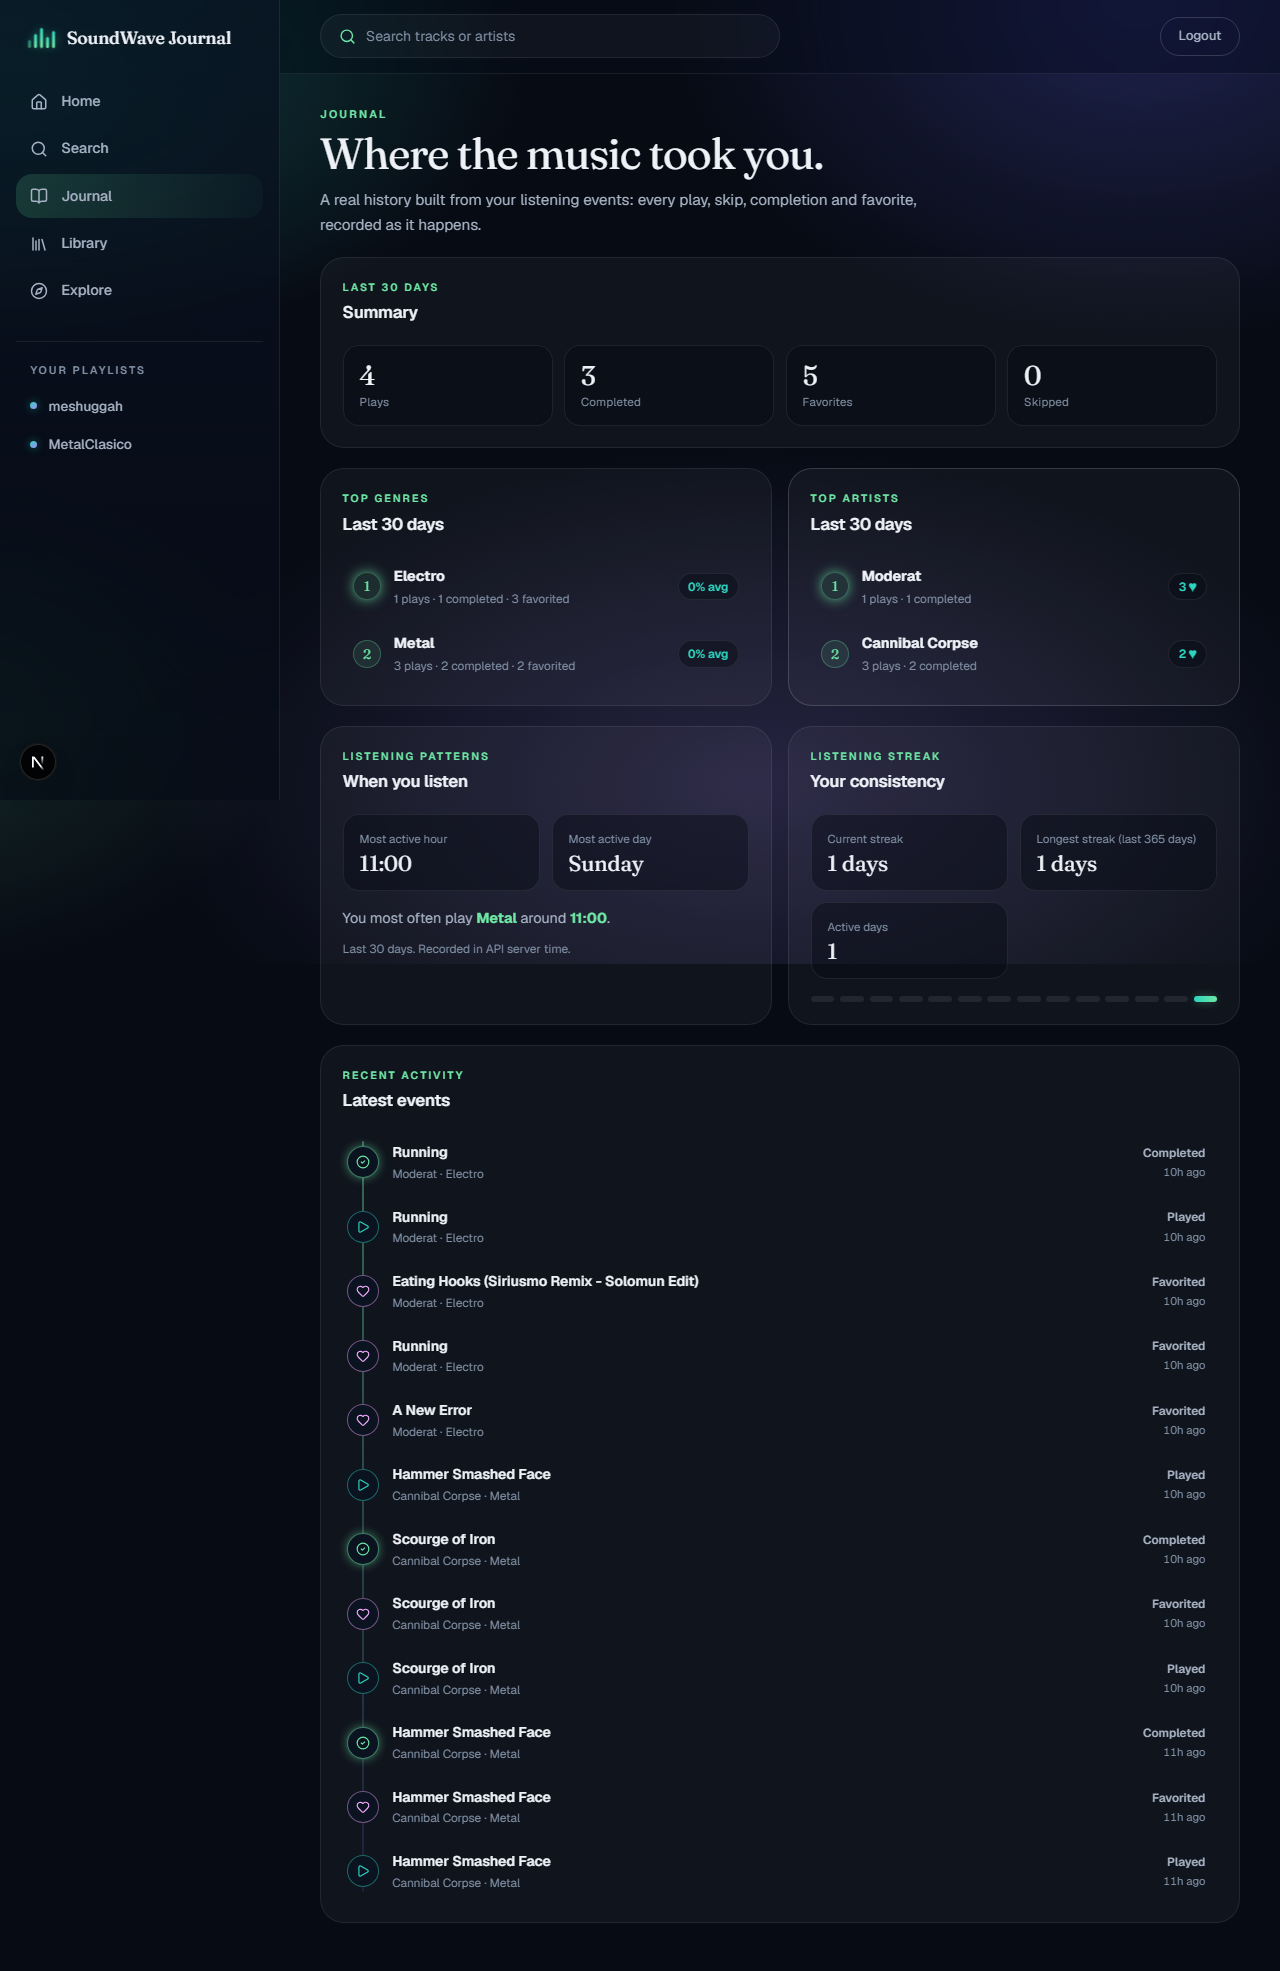 SoundWave Journal
Search tracks or artists
Logout
Home
Search
Journal
Library
Explore
YOUR PLAYLISTS
meshuggah
MetalClasico
N
JOURNAL
Where the music took you.
A real history built from your listening events: every play, skip, completion and favorite,
recorded as it happens.
LAST 30 DAYS
Summary
4
Plays
3
Completed
5
Favorites
0
Skipped
TOP GENRES
Last 30 days
1
Electro
1 plays · 1 completed · 3 favorited
0% avg
2
Metal
3 plays · 2 completed · 2 favorited
0% avg
TOP ARTISTS
Last 30 days
1
Moderat
1 plays · 1 completed
3 ♥
2
Cannibal Corpse
3 plays · 2 completed
2 ♥
LISTENING PATTERNS
When you listen
Most active hour
11:00
Most active day
Sunday
You most often play Metal around 11:00.
Last 30 days. Recorded in API server time.
LISTENING STREAK
Your consistency
Current streak
1 days
Longest streak (last 365 days)
1 days
Active days
1
RECENT ACTIVITY
Latest events
Running
Moderat · Electro
Completed
10h ago
Running
Moderat · Electro
Played
10h ago
Eating Hooks (Siriusmo Remix - Solomun Edit)
Moderat · Electro
Favorited
10h ago
Running
Moderat · Electro
Favorited
10h ago
A New Error
Moderat · Electro
Favorited
10h ago
Hammer Smashed Face
Cannibal Corpse · Metal
Played
10h ago
Scourge of Iron
Cannibal Corpse · Metal
Completed
10h ago
Scourge of Iron
Cannibal Corpse · Metal
Favorited
10h ago
Scourge of Iron
Cannibal Corpse · Metal
Played
10h ago
Hammer Smashed Face
Cannibal Corpse · Metal
Completed
11h ago
Hammer Smashed Face
Cannibal Corpse · Metal
Favorited
11h ago
Hammer Smashed Face
Cannibal Corpse · Metal
Played
11h ago